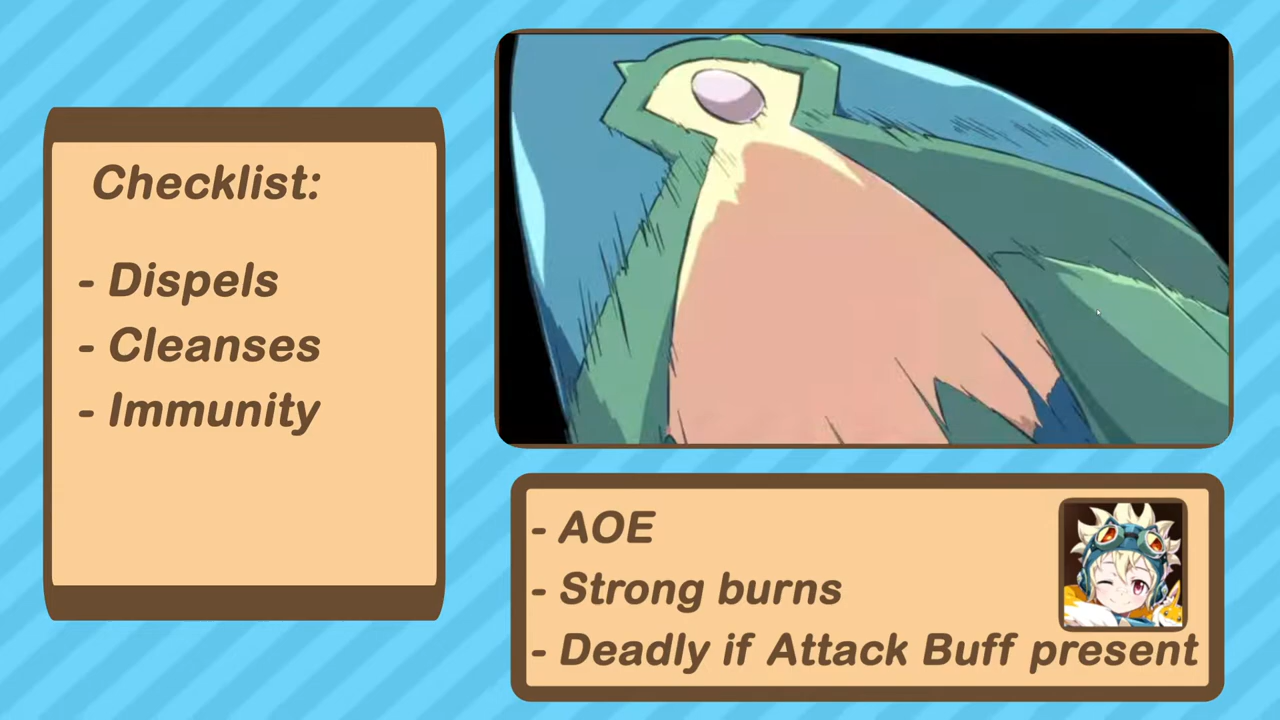 Checklist:
- Dispels
- Cleanses
- Immunity
- AOE
- Strong burns
- Deadly if Attack Buff present